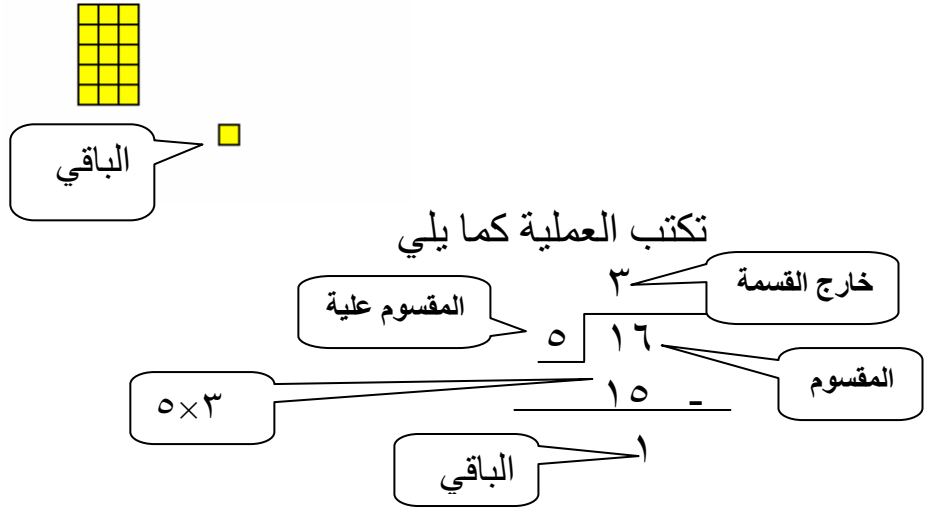 الباقي
تكتب العملية كما يلي
خارج القسمة
٣
المقسوم علية
٥ ١٦
المقسوم
٣×٥
١٥ -
١
الباقي